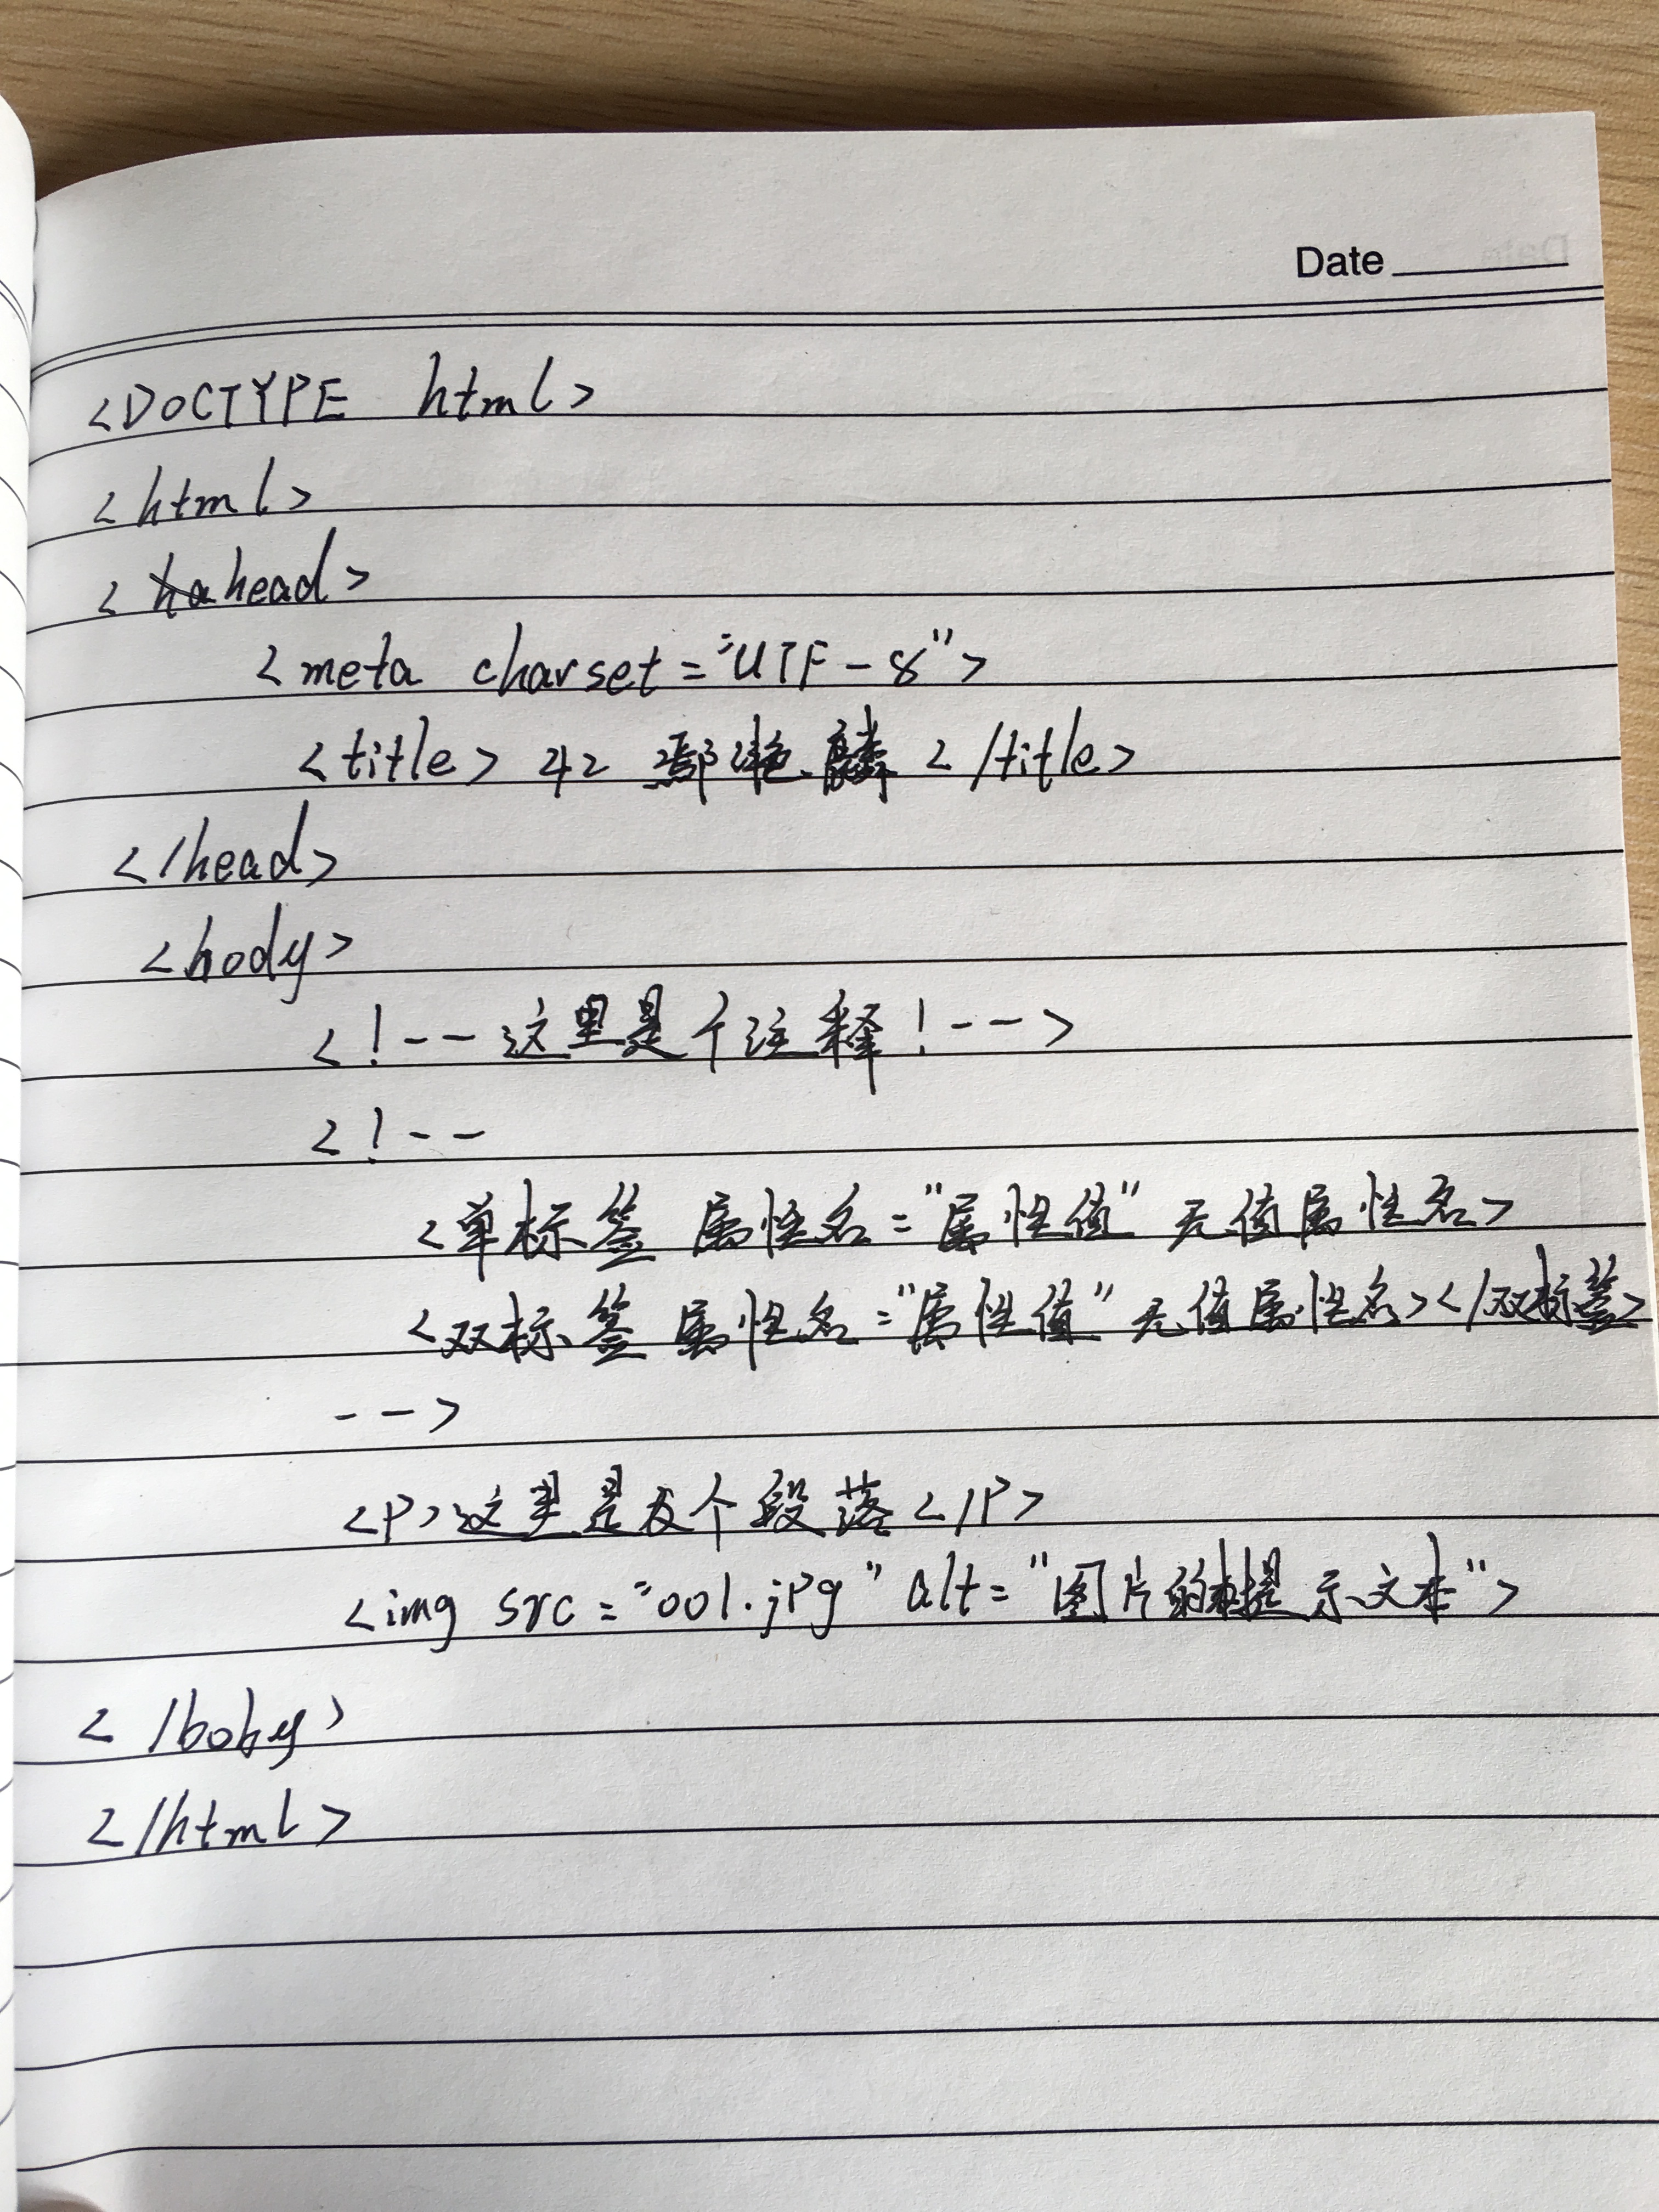 Date
<DOCTYPE html>
<html>
<head>
<meta charset="UTF-8">
<title> 42 艳麟 </title>
</head>
<body>
<!--这里是个注释!-->
<!--
<单标签 属性名="属性值" 无值属性名>
<双标签 属性名="属性值" 无值属性名></双标签>
-->
<P>这里是个段落</P>
<img src="001.jpg" alt="图片的提示文本">
</boby>
</html>